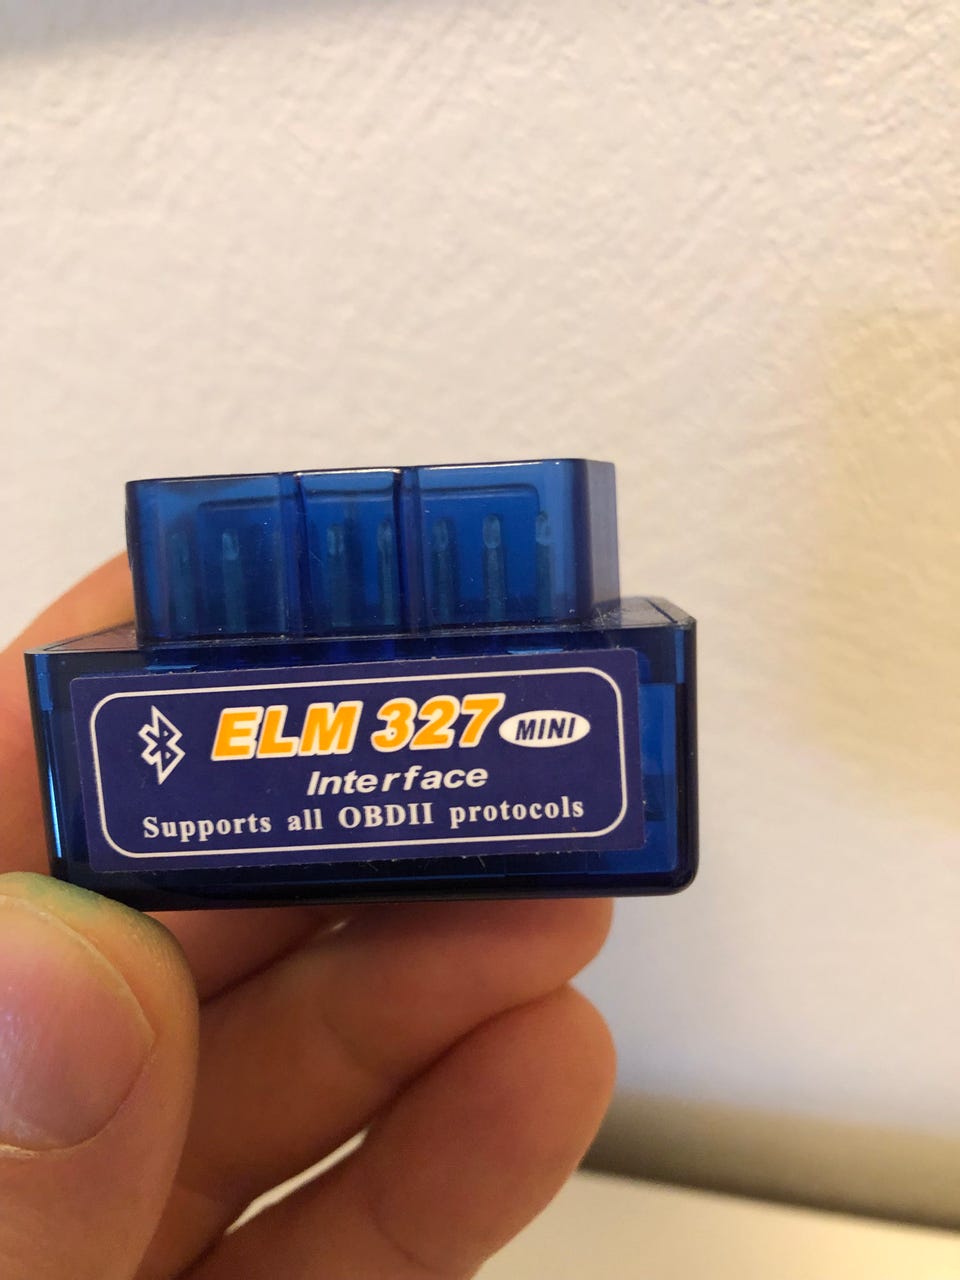 ELM 327 MINI
Interface
Supports all OBDII protocols